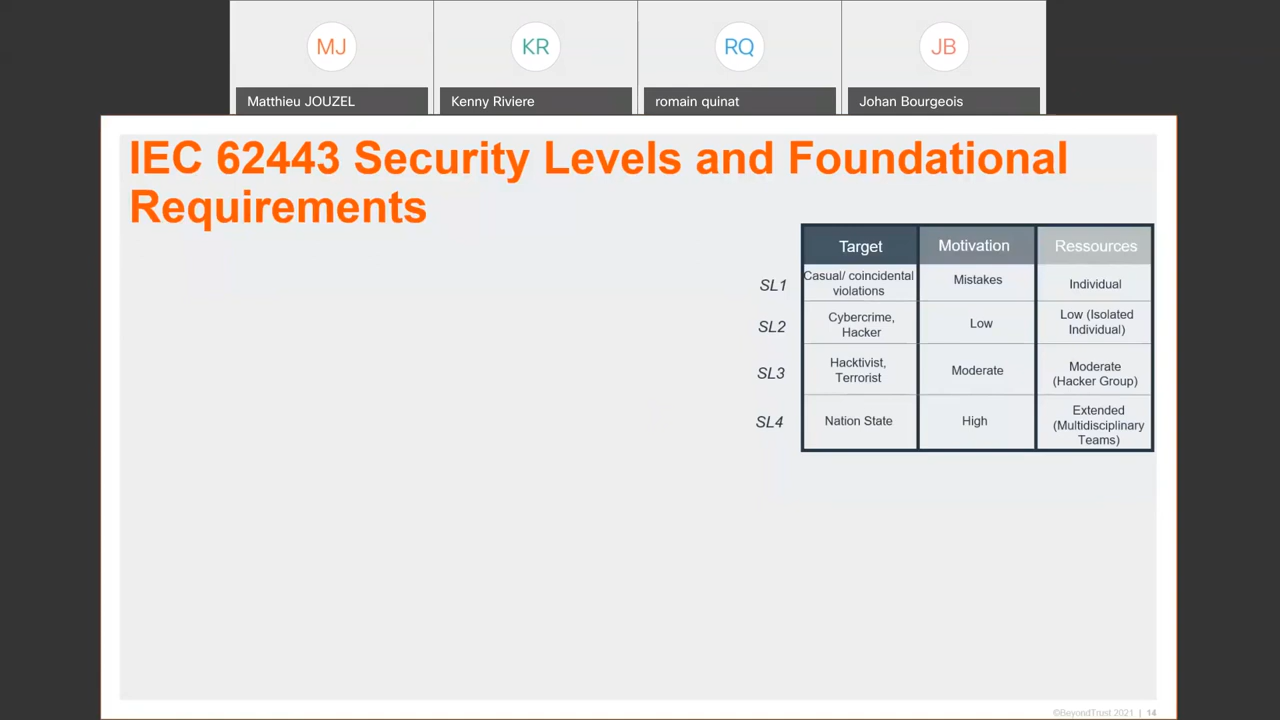 MJ
KR
RQ
JB
Matthieu JOUZEL
Kenny Riviere
romain quinat
Johan Bourgeois
IEC 62443 Security Levels and Foundational
Requirements
Target
Motivation
Ressources
SL1
Casual/ coincidental
violations
Mistakes
Individual
SL2
Cybercrime,
Hacker
Low
Low (Isolated
Individual)
SL3
Hacktivist,
Terrorist
Moderate
Moderate
(Hacker Group)
SL4
Nation State
High
Extended
(Multidisciplinary
Teams)
©BeyondTrust 2021 | 14